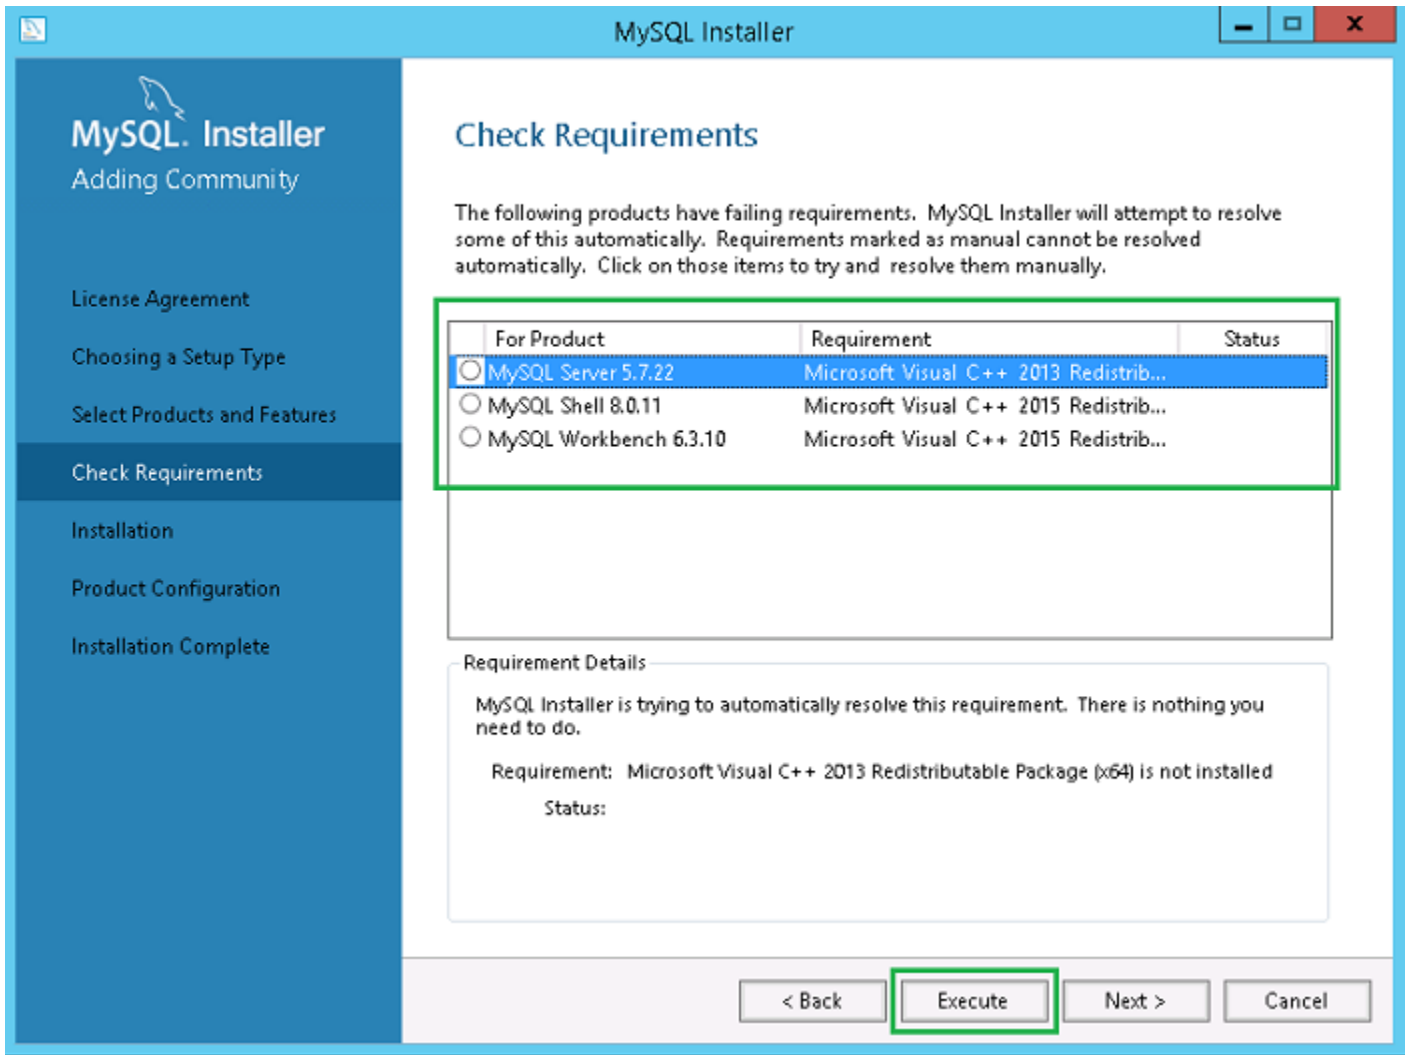 MySQL Installer
MySQL. Installer
Adding Community
License Agreement
Choosing a Setup Type
Select Products and Features
Check Requirements
Installation
Product Configuration
Installation Complete
Check Requirements
The following products have failing requirements. MySQL Installer will attempt to resolve
some of this automatically. Requirements marked as manual cannot be resolved
automatically. Click on those items to try and resolve them manually.
For Product Requirement Status
MySQL Server 5.7.22 Microsoft Visual C++ 2013 Redistrib...
MySQL Shell 8.0.11 Microsoft Visual C++ 2015 Redistrib...
MySQL Workbench 6.3.10 Microsoft Visual C++ 2015 Redistrib...
Requirement Details
MySQL Installer is trying to automatically resolve this requirement. There is nothing you
need to do.
Requirement: Microsoft Visual C++ 2013 Redistributable Package (x64) is not installed
Status:
< Back Execute Next > Cancel